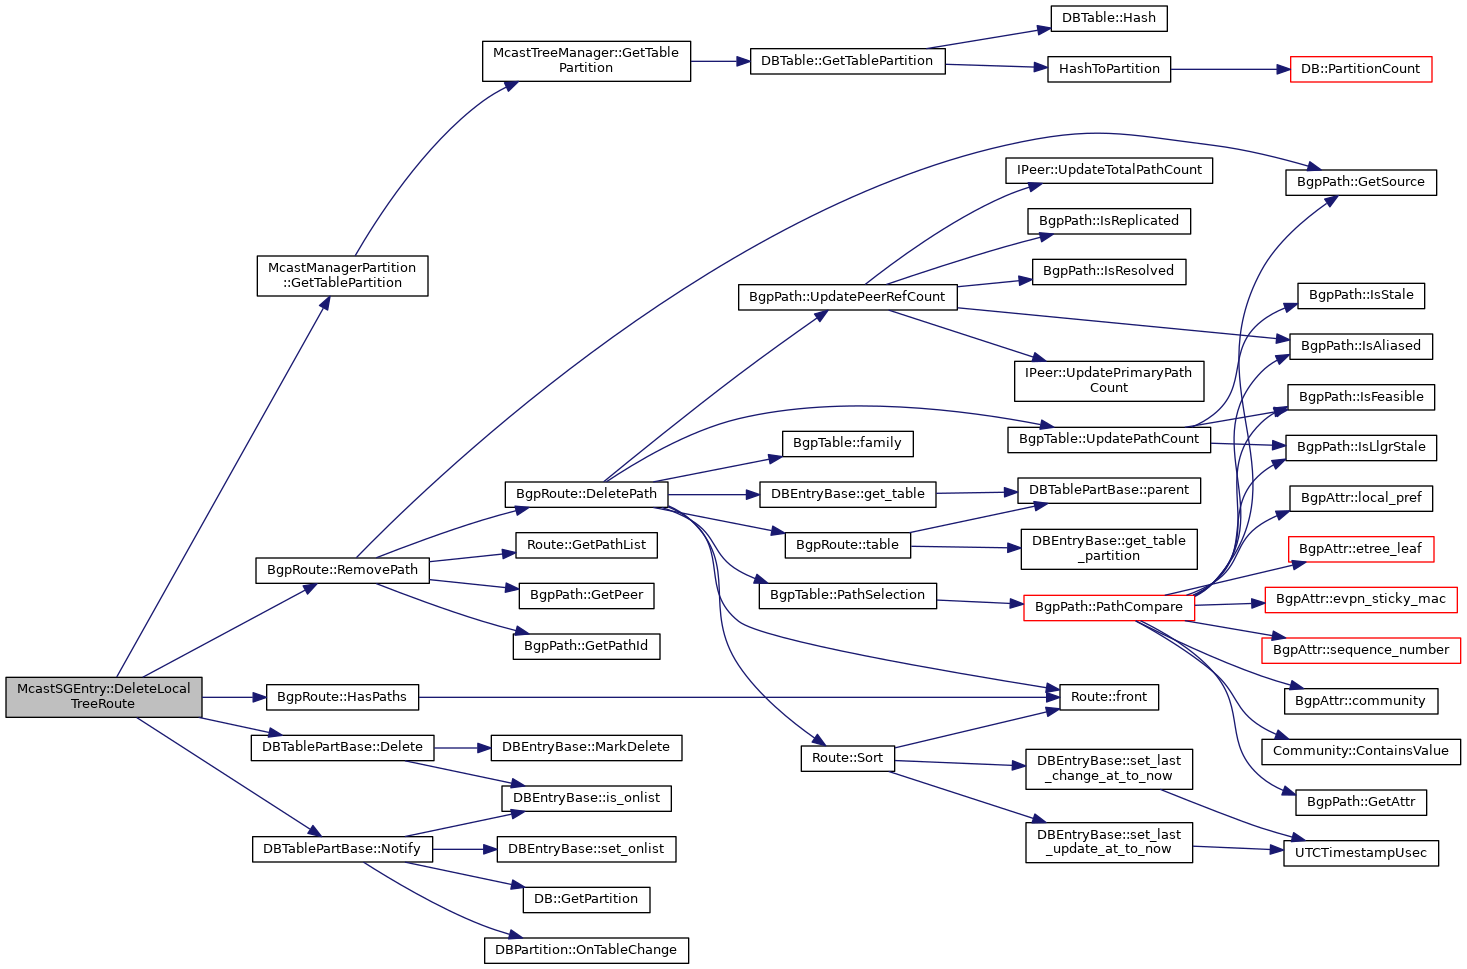 McastSGEntry::DeleteLocal
TreeRoute
McastManagerPartition
::GetTablePartition
McastTreeManager::GetTable
Partition
DBTable::GetTablePartition
DBTable::Hash
HashToPartition
DB::PartitionCount
BgpRoute::RemovePath
BgpRoute::DeletePath
Route::GetPathList
BgpPath::GetPeer
BgpPath::GetPathId
BgpPath::UpdatePeerRefCount
IPeer::UpdateTotalPathCount
BgpPath::IsReplicated
BgpPath::IsResolved
IPeer::UpdatePrimaryPath
Count
BgpTable::UpdatePathCount
BgpTable::family
DBEntryBase::get_table
DBTablePartBase::parent
BgpRoute::table
DBEntryBase::get_table
_partition
BgpTable::PathSelection
BgpPath::PathCompare
BgpPath::GetSource
BgpPath::IsStale
BgpPath::IsAliased
BgpPath::IsFeasible
BgpPath::IsLlgrStale
BgpAttr::local_pref
BgpAttr::etree_leaf
BgpAttr::evpn_sticky_mac
BgpAttr::sequence_number
BgpAttr::community
Community::ContainsValue
BgpPath::GetAttr
Route::front
Route::Sort
DBEntryBase::set_last
_change_at_to_now
DBEntryBase::set_last
_update_at_to_now
UTCTimestampUsec
BgpRoute::HasPaths
DBTablePartBase::Delete
DBEntryBase::MarkDelete
DBEntryBase::is_onlist
DBTablePartBase::Notify
DBEntryBase::set_onlist
DB::GetPartition
DBPartition::OnTableChange